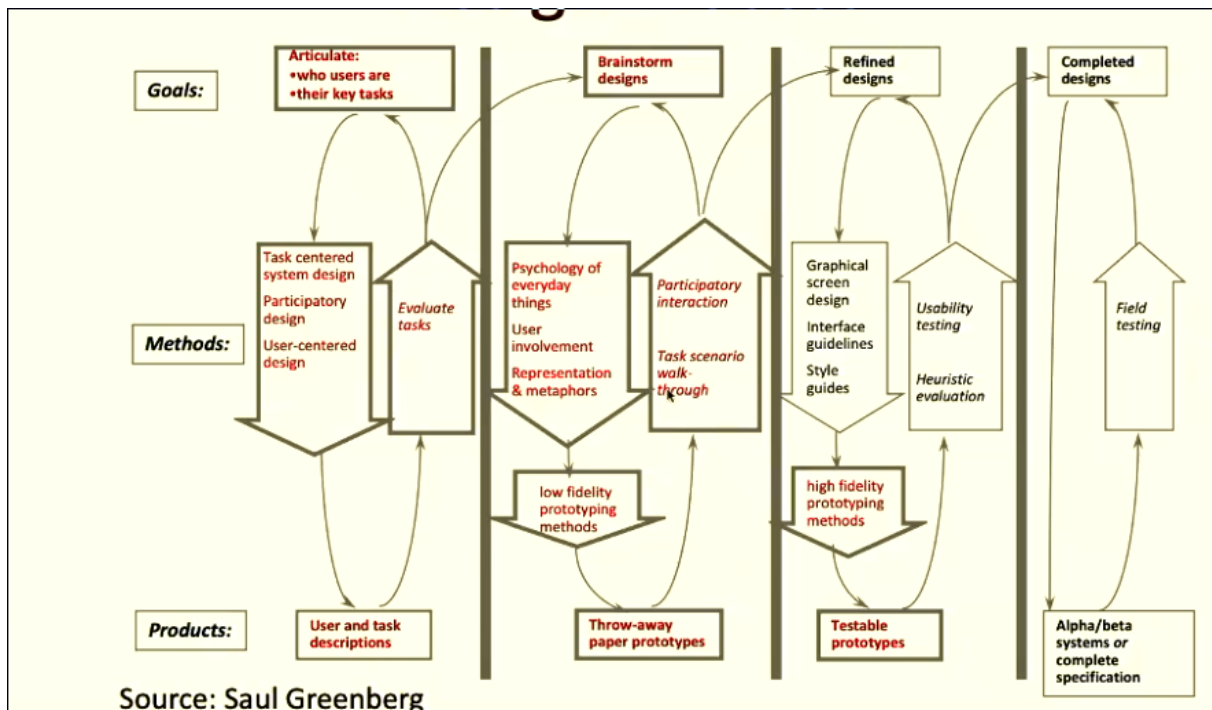 Goals:
Articulate:
•who users are
•their key tasks
Brainstorm
designs
Refined
designs
Completed
designs
Methods:
Task centered
system design
Participatory
design
User-centered
design
Evaluate
tasks
Psychology of
everyday
things
User
involvement
Representation
& metaphors
Participatory
interaction
Task scenario
walk-
through
Graphical
screen
design
Interface
guidelines
Style
guides
Usability
testing
Heuristic
evaluation
Field
testing
low fidelity
prototyping
methods
high fidelity
prototyping
methods
Products:
User and task
descriptions
Throw-away
paper prototypes
Testable
prototypes
Alpha/beta
systems or
complete
specification
Source: Saul Greenberg